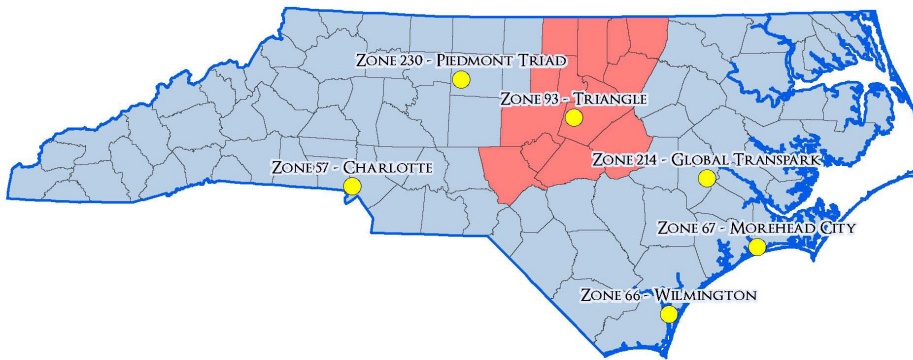 Zone 230 - Piedmont Triad
Zone 93 - Triangle
Zone 57 - Charlotte
Zone 214 - Global Transpark
Zone 67 - Morehead City
Zone 66 - Wilmington